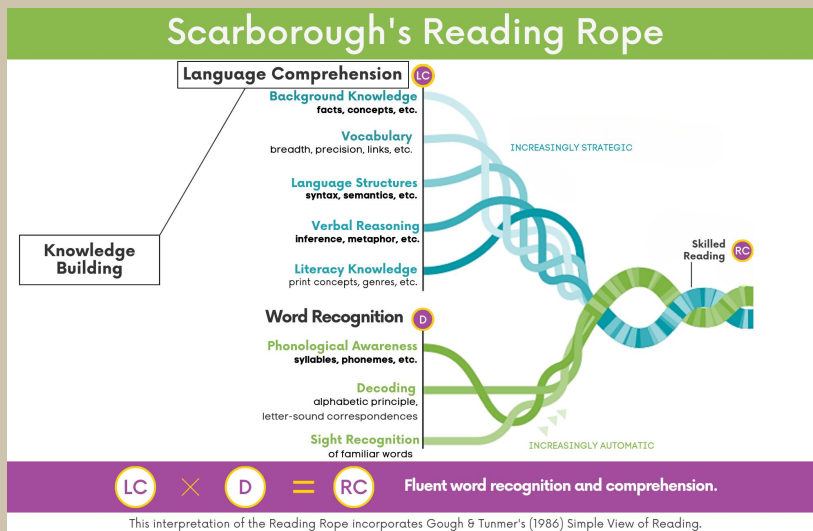 Scarborough's Reading Rope
Language Comprehension LC
Background Knowledge
facts, concepts, etc.
Vocabulary
breadth, precision, links, etc.
INCREASINGLY STRATEGIC
Language Structures
syntax, semantics, etc.
Verbal Reasoning
inference, metaphor, etc.
Knowledge
Building
Literacy Knowledge
print concepts, genres, etc.
Skilled
Reading RC
Word Recognition D
Phonological Awareness
syllables, phonemes, etc.
Decoding
alphabetic principle,
letter-sound correspondences
Sight Recognition
of familiar words
INCREASINGLY AUTOMATIC
LC × D = RC Fluent word recognition and comprehension.
This interpretation of the Reading Rope incorporates Gough & Tunmer's (1986) Simple View of Reading.